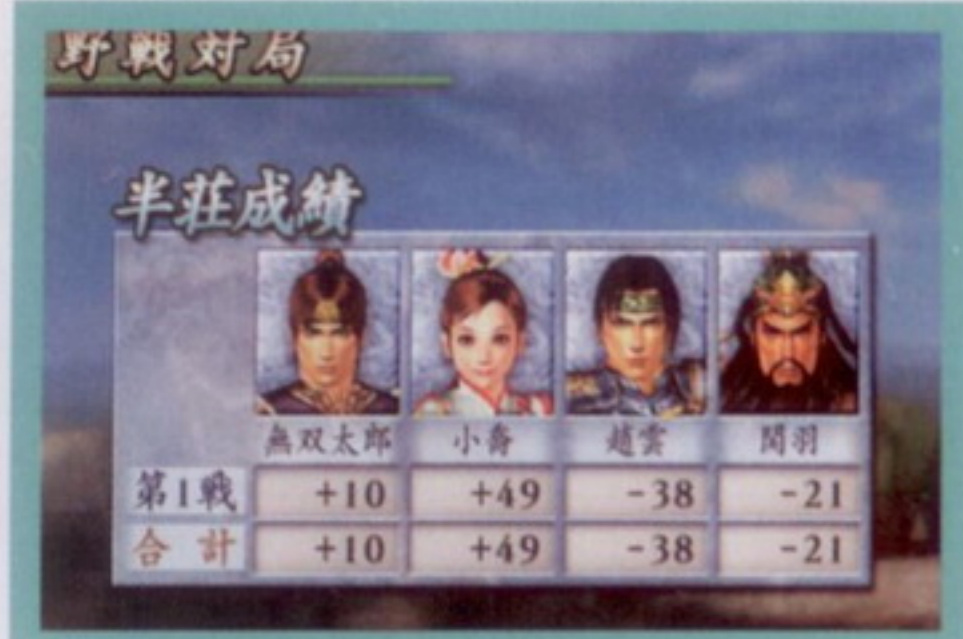 野戦対局
半荘成績
無双太郎 小喬 趙雲 関羽
第1戦 +10 +49 -38 -21
合計 +10 +49 -38 -21